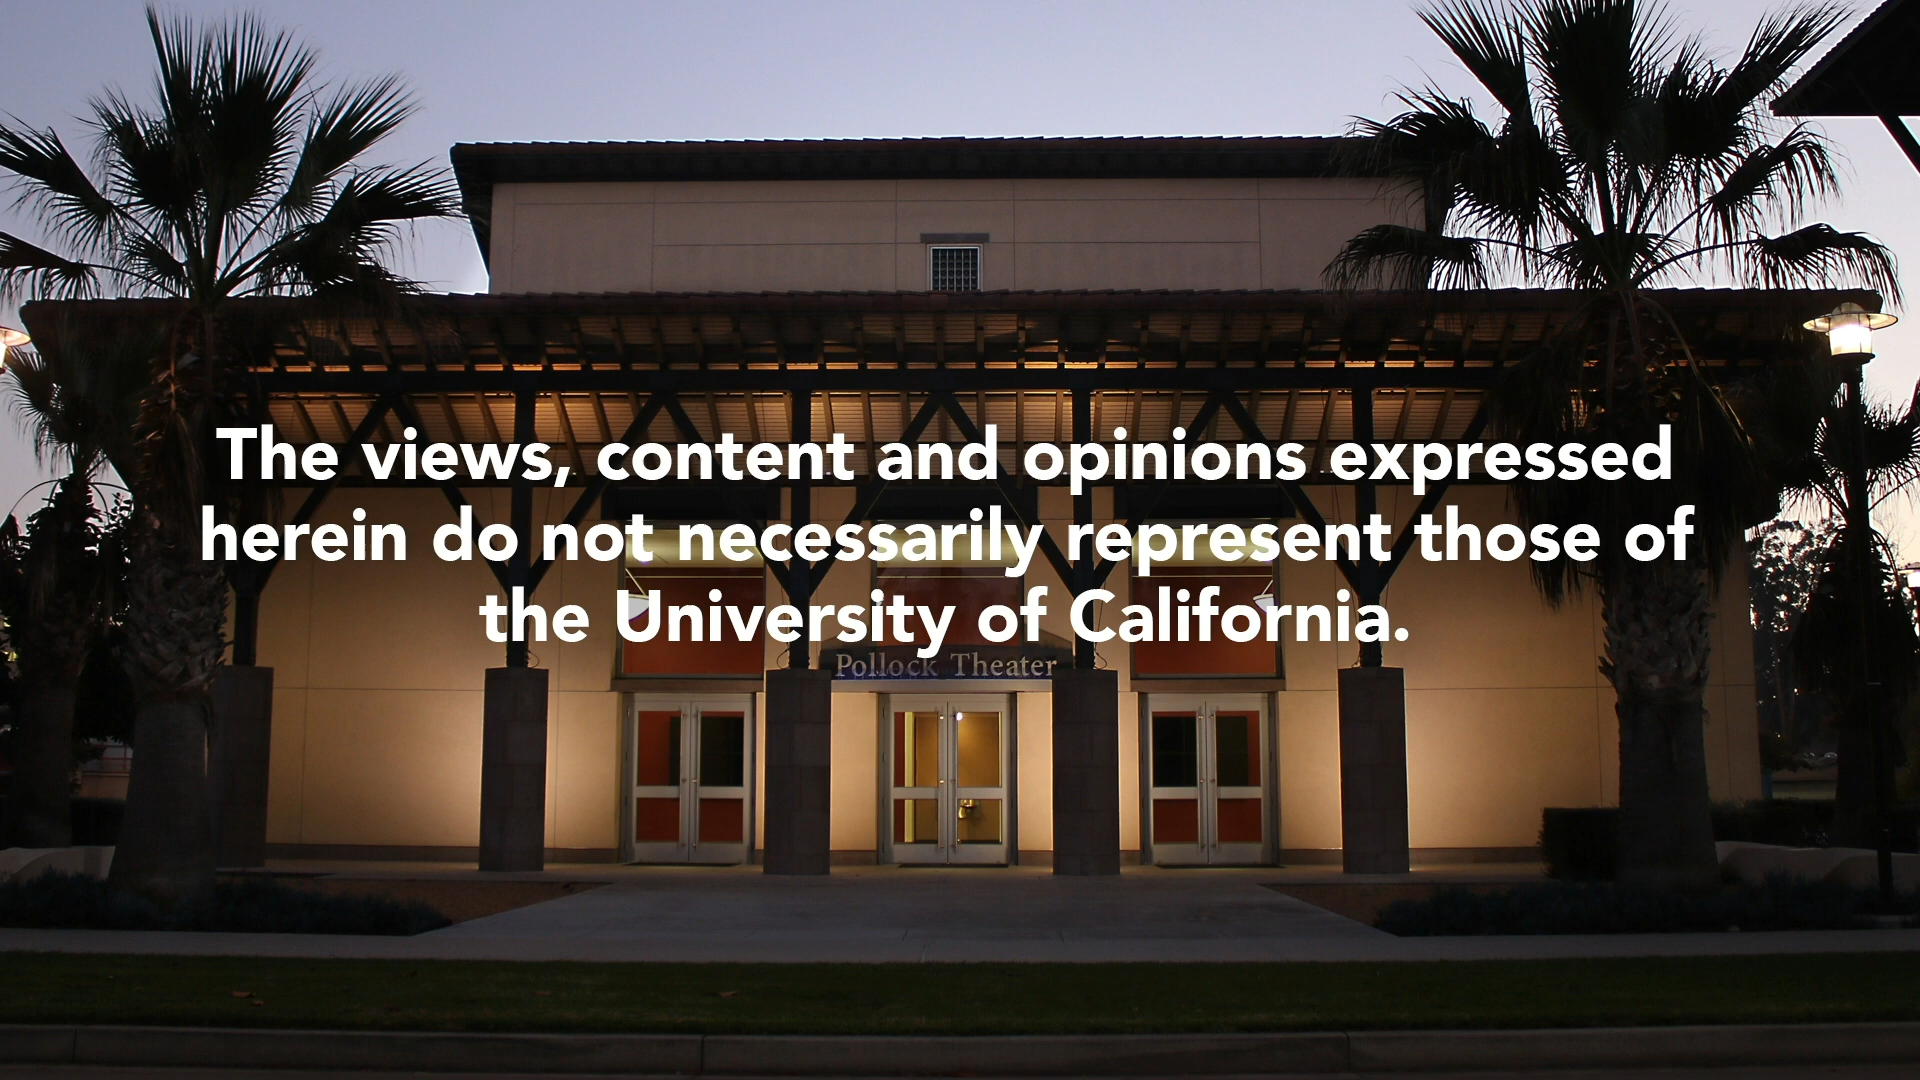 The views, content and opinions expressed
herein do not necessarily represent those of
the University of California.
Pollock Theater